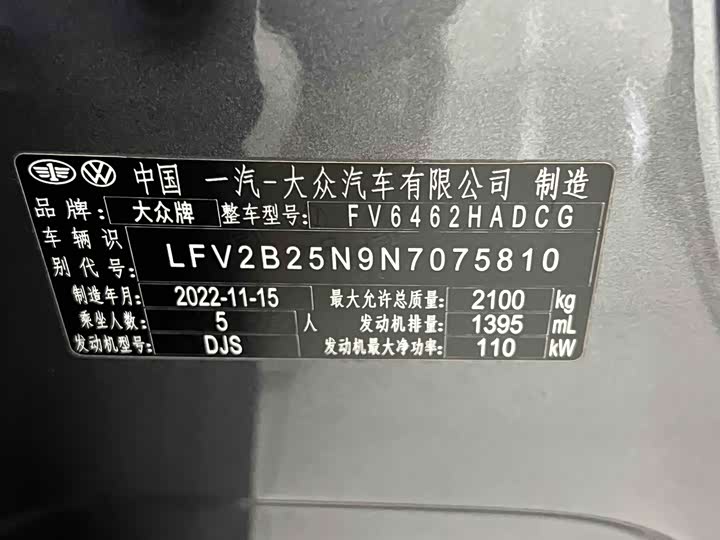 中国 一汽-大众汽车有限公司 制造
品牌: 大众牌 整车型号: FV6462HADCG
车辆识别代号: LFV2B25N9N7075810
制造年月: 2022-11-15 最大允许总质量: 2100 kg
乘坐人数: 5 人 发动机排量: 1395 mL
发动机型号: DJS 发动机最大净功率: 110 kW